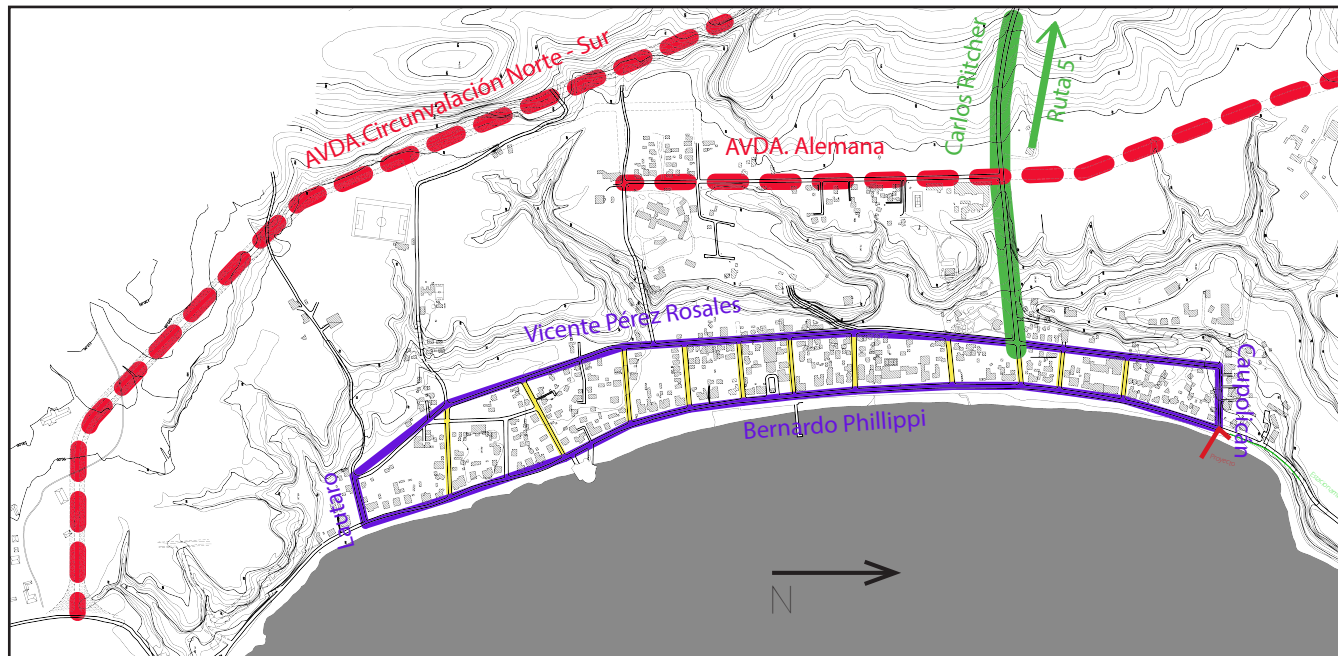 AVDA.Circunvalación Norte - Sur
Carlos Ritcher
Ruta 5
AVDA. Alemana
Vicente Pérez Rosales
Caupolicán
Bernardo Phillippi
Lautaro
N